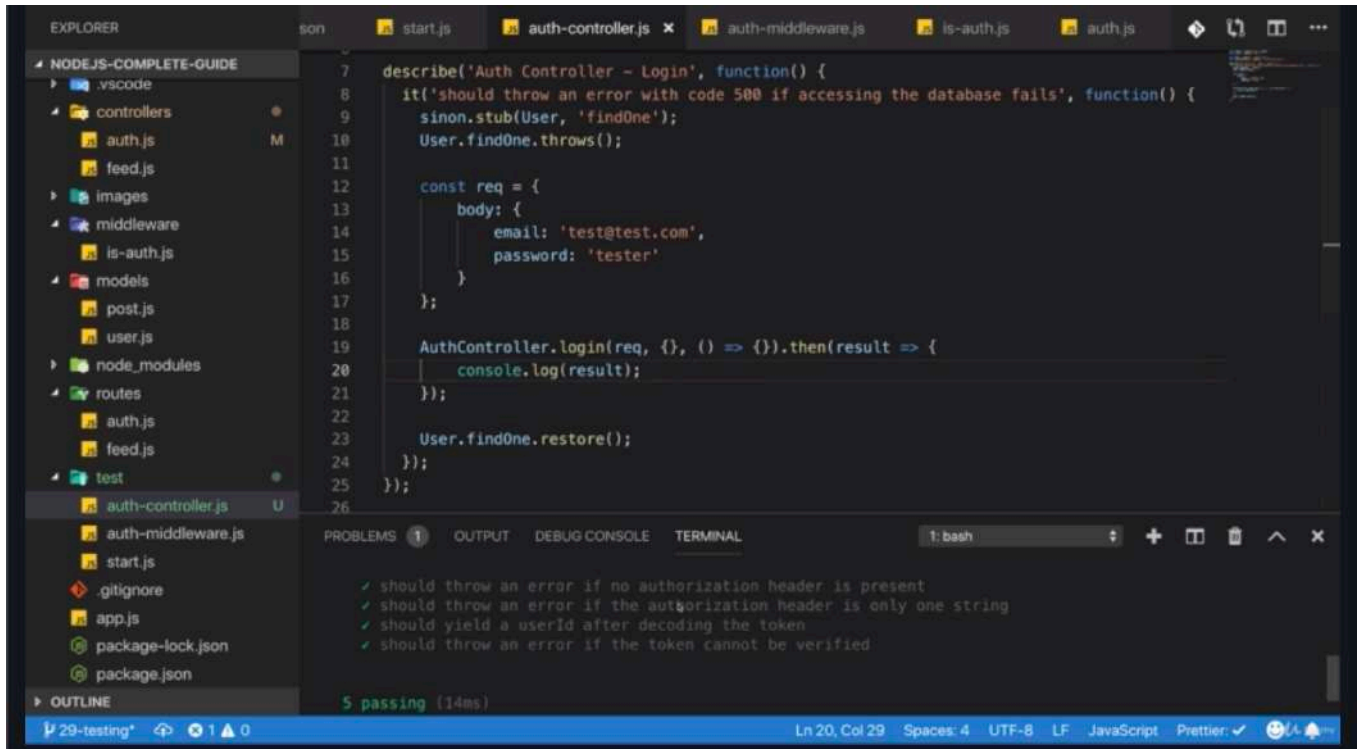 EXPLORER
NODEJS-COMPLETE-GUIDE
.vscode
controllers
auth.js M
feed.js
images
middleware
is-auth.js
models
post.js
user.js
node_modules
routes
auth.js
feed.js
test
auth-controller.js U
auth-middleware.js
start.js
.gitignore
app.js
package-lock.json
package.json
OUTLINE
son start.js auth-controller.js × auth-middleware.js is-auth.js auth.js ...
7 describe('Auth Controller – Login', function() {
8 it('should throw an error with code 500 if accessing the database fails', function() {
9 sinon.stub(User, 'findOne');
10 User.findOne.throws();
11
12 const req = {
13 body: {
14 email: 'test@test.com',
15 password: 'tester'
16 }
17 };
18
19 AuthController.login(req, {}, () => {}).then(result => {
20 console.log(result);
21 });
22
23 User.findOne.restore();
24 });
25 });
26
PROBLEMS 1 OUTPUT DEBUG CONSOLE TERMINAL 1: bash
✓ should throw an error if no authorization header is present
✓ should throw an error if the authorization header is only one string
✓ should yield a userId after decoding the token
✓ should throw an error if the token cannot be verified
5 passing (14ms)
29-testing* 1 0 Ln 20, Col 29 Spaces: 4 UTF-8 LF JavaScript Prettier: ✓